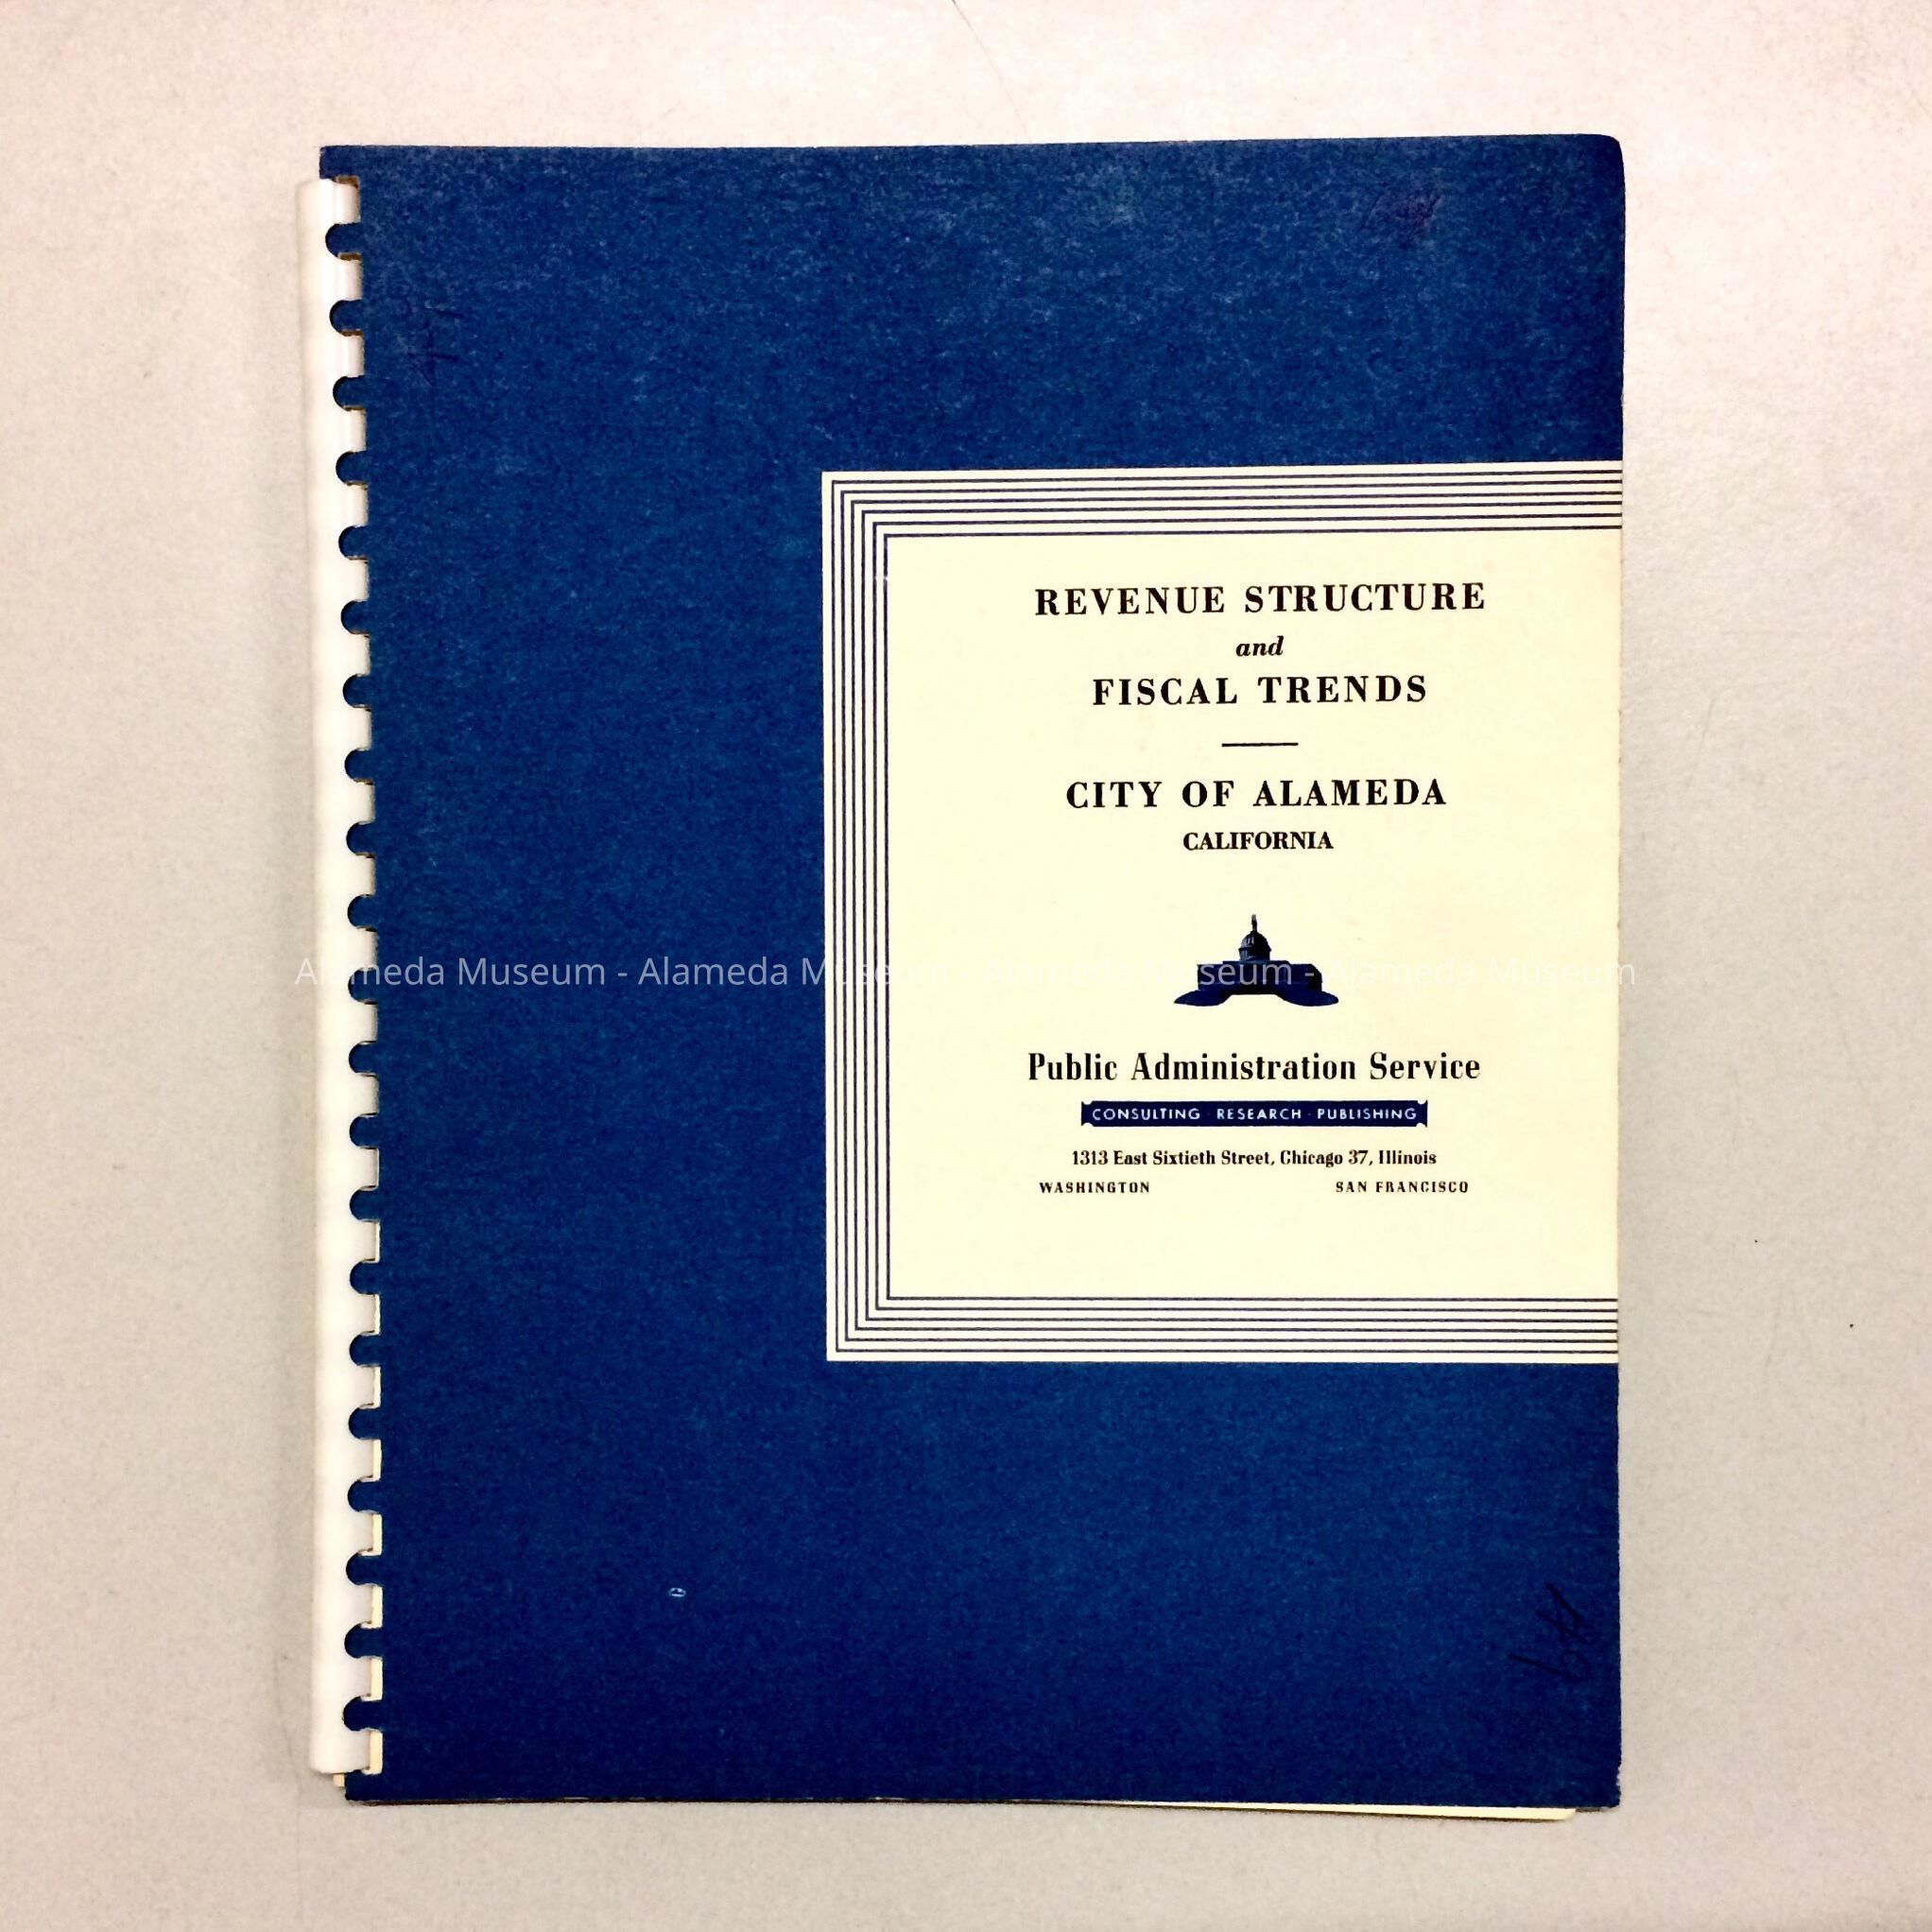 REVENUE STRUCTURE
and
FISCAL TRENDS
CITY OF ALAMEDA
CALIFORNIA
Alameda Museum - Alameda Museum - Alameda Museum - Alameda Museum
Public Administration Service
CONSULTING · RESEARCH · PUBLISHING
1313 East Sixtieth Street, Chicago 37, Illinois
WASHINGTON SAN FRANCISCO